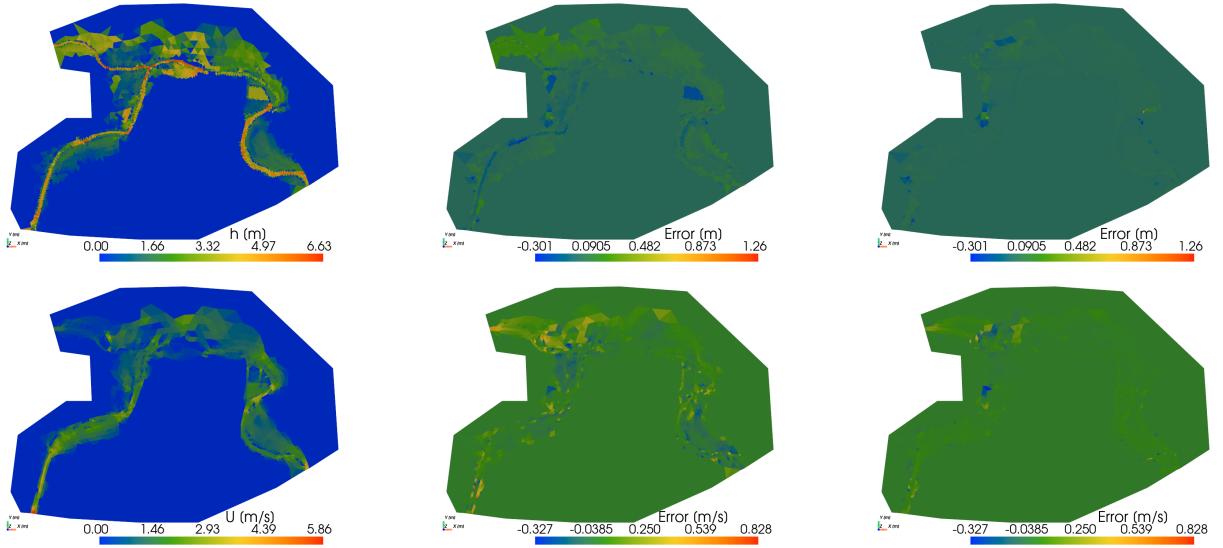 h (m)
0.00 1.66 3.32 4.97 6.63
Error (m)
-0.301 0.0905 0.482 0.873 1.26
Error (m)
-0.301 0.0905 0.482 0.873 1.26
U (m/s)
0.00 1.46 2.93 4.39 5.86
Error (m/s)
-0.327 -0.0385 0.250 0.539 0.828
Error (m/s)
-0.327 -0.0385 0.250 0.539 0.828